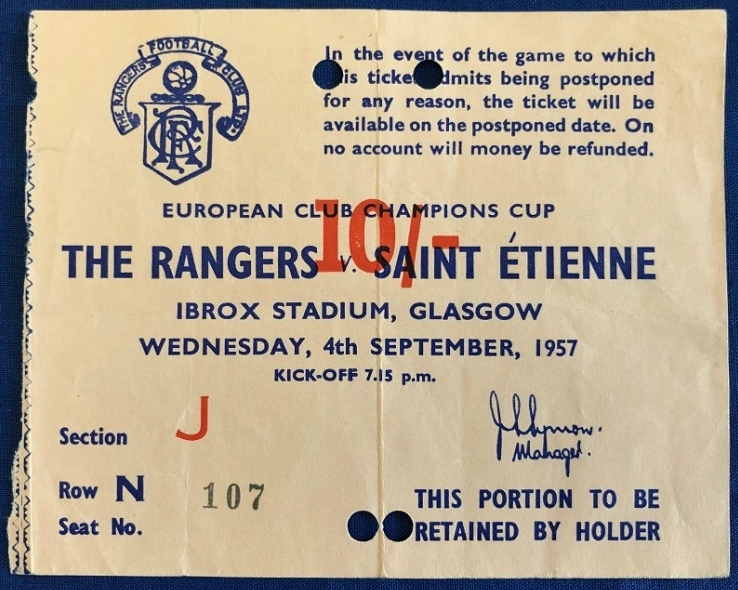 THE RANGERS FOOTBALL CLUB LTD.
RFC
In the event of the game to which
this ticket admits being postponed
for any reason, the ticket will be
available on the postponed date. On
no account will money be refunded.
EUROPEAN CLUB CHAMPIONS CUP
10/-
THE RANGERS v. SAINT ÉTIENNE
IBROX STADIUM, GLASGOW
WEDNESDAY, 4th SEPTEMBER, 1957
KICK-OFF 7.15 p.m.
Section J
Manager.
Row N 107
Seat No.
THIS PORTION TO BE
RETAINED BY HOLDER